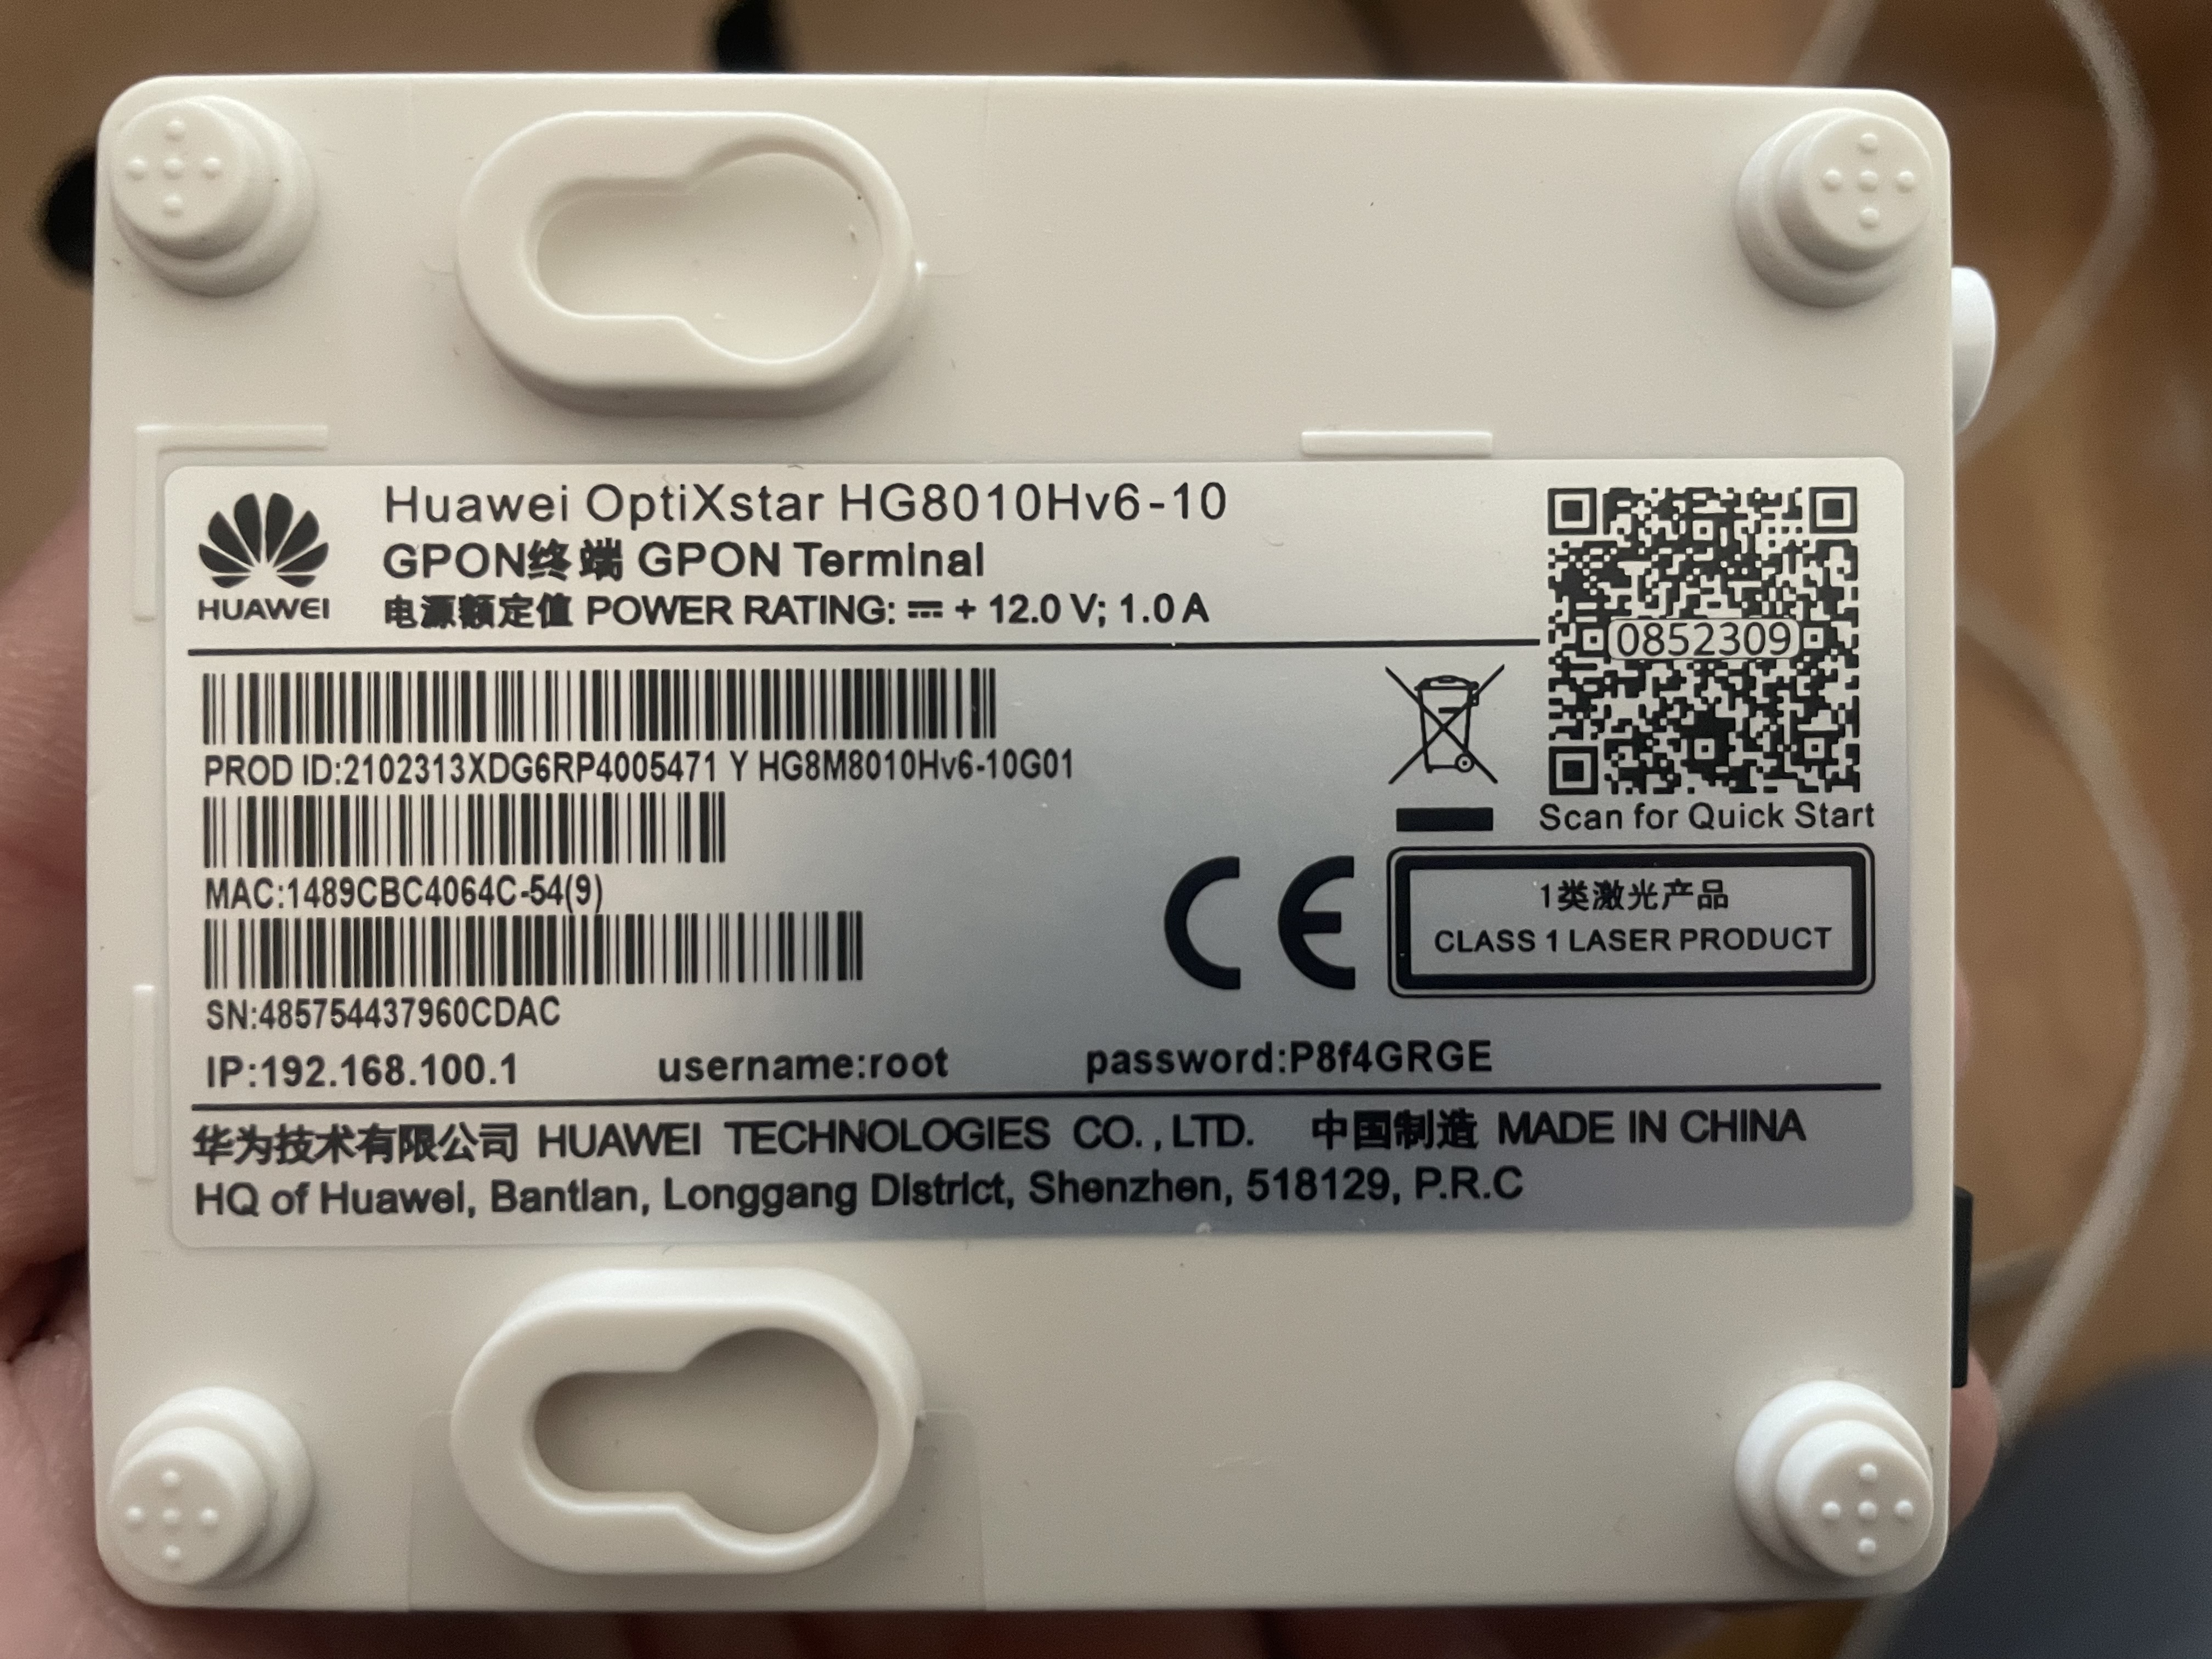 Huawei OptiXstar HG8010Hv6-10
GPON终端 GPON Terminal
HUAWEI
电源额定值 POWER RATING: ⎓ + 12.0 V; 1.0 A
0852309
PROD ID:2102313XDG6RP4005471 Y HG8M8010Hv6-10G01
Scan for Quick Start
MAC:1489CBC4064C-54(9)
CE
1类激光产品
CLASS 1 LASER PRODUCT
SN:485754437960CDAC
IP:192.168.100.1 username:root password:P8f4GRGE
华为技术有限公司 HUAWEI TECHNOLOGIES CO.,LTD. 中国制造 MADE IN CHINA
HQ of Huawei, Bantian, Longgang District, Shenzhen, 518129, P.R.C